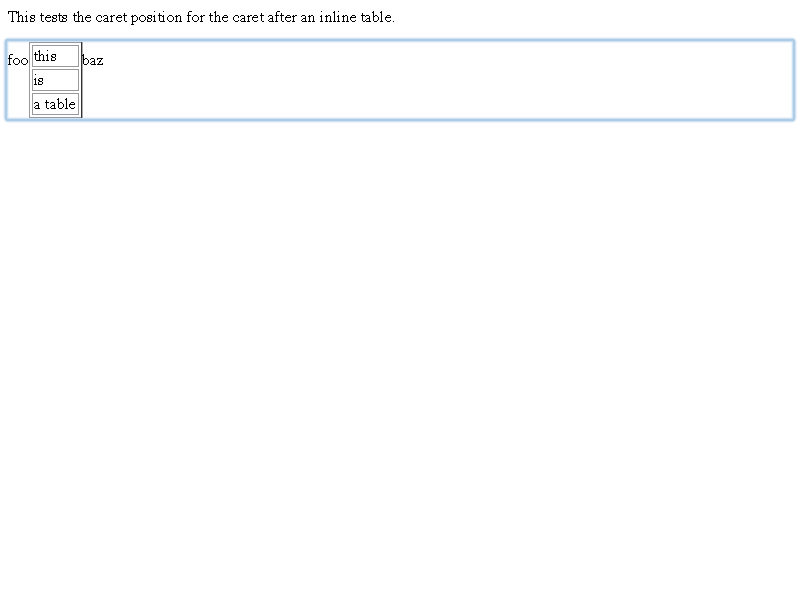 This tests the caret position for the caret after an inline table.
foo this baz
is
a table